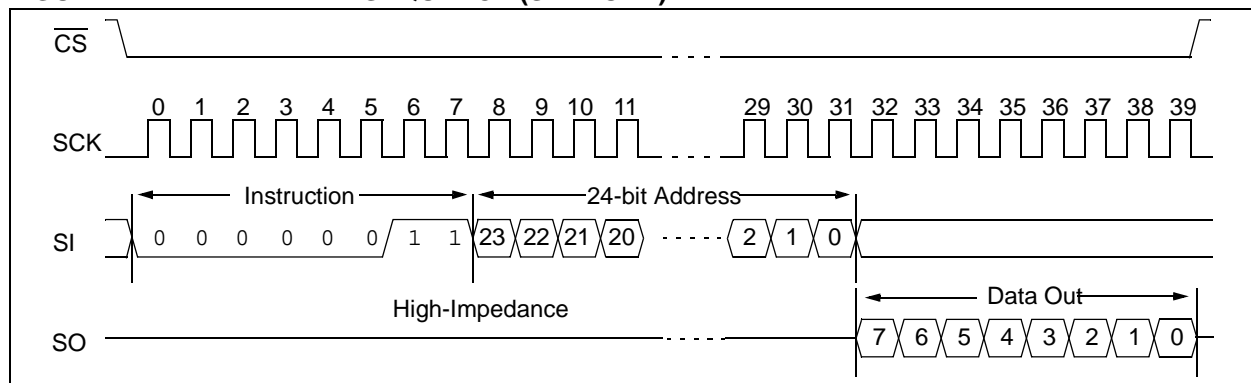 CS
0 1 2 3 4 5 6 7 8 9 10 11 29 30 31 32 33 34 35 36 37 38 39
SCK
Instruction 24-bit Address
SI 0 0 0 0 0 0 1 1 23 22 21 20 2 1 0
High-Impedance Data Out
SO 7 6 5 4 3 2 1 0